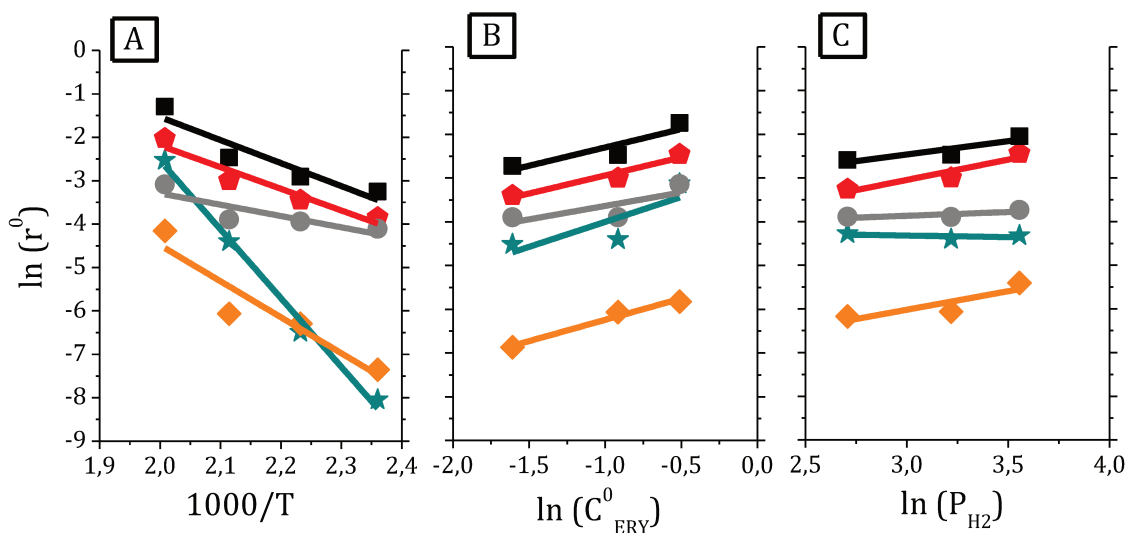 A
B
C
0
-1
-2
-3
-4
-5
-6
-7
-8
-9
ln (r⁰)
1,9 2,0 2,1 2,2 2,3 2,4
-2,0 -1,5 -1,0 -0,5 0,0
2,5 3,0 3,5 4,0
1000/T
ln (C⁰ERY)
ln (PH2)